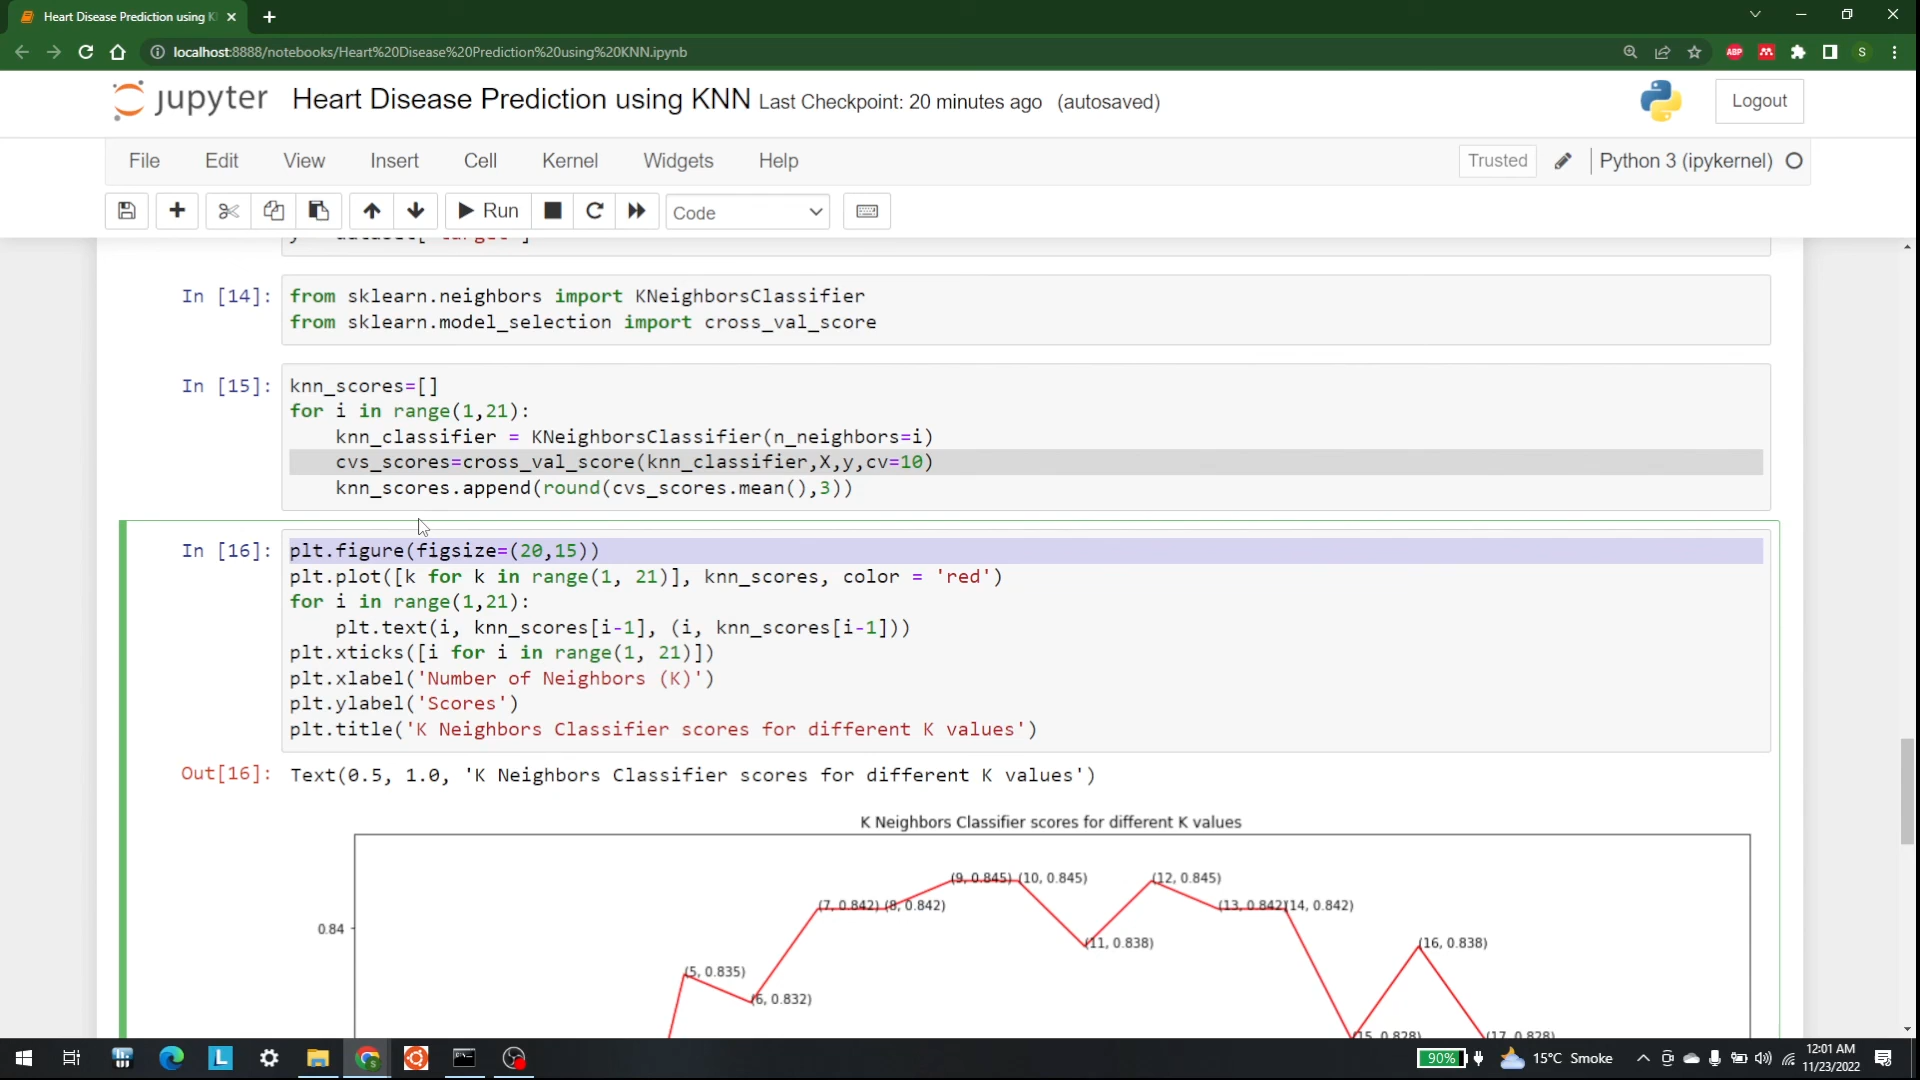 Heart Disease Prediction using K
localhost:8888/notebooks/Heart%20Disease%20Prediction%20using%20KNN.ipynb
ABP
S
jupyter Heart Disease Prediction using KNN Last Checkpoint: 20 minutes ago (autosaved)
Logout
File Edit View Insert Cell Kernel Widgets Help
Trusted
Python 3 (ipykernel)
Run
Code
In [14]:
from sklearn.neighbors import KNeighborsClassifier
from sklearn.model_selection import cross_val_score
In [15]:
knn_scores=[]
for i in range(1,21):
knn_classifier = KNeighborsClassifier(n_neighbors=i)
cvs_scores=cross_val_score(knn_classifier,X,y,cv=10)
knn_scores.append(round(cvs_scores.mean(),3))
In [16]:
plt.figure(figsize=(20,15))
plt.plot([k for k in range(1, 21)], knn_scores, color = 'red')
for i in range(1,21):
plt.text(i, knn_scores[i-1], (i, knn_scores[i-1]))
plt.xticks([i for i in range(1, 21)])
plt.xlabel('Number of Neighbors (K)')
plt.ylabel('Scores')
plt.title('K Neighbors Classifier scores for different K values')
Out[16]: Text(0.5, 1.0, 'K Neighbors Classifier scores for different K values')
K Neighbors Classifier scores for different K values
(9, 0.845) (10, 0.845)
(12, 0.845)
(7, 0.842) (8, 0.842)
(13, 0.842)(14, 0.842)
0.84
(11, 0.838)
(16, 0.838)
(5, 0.835)
(6, 0.832)
(15, 0.828)
(17, 0.828)
L
90%
15°C Smoke
12:01 AM
11/23/2022